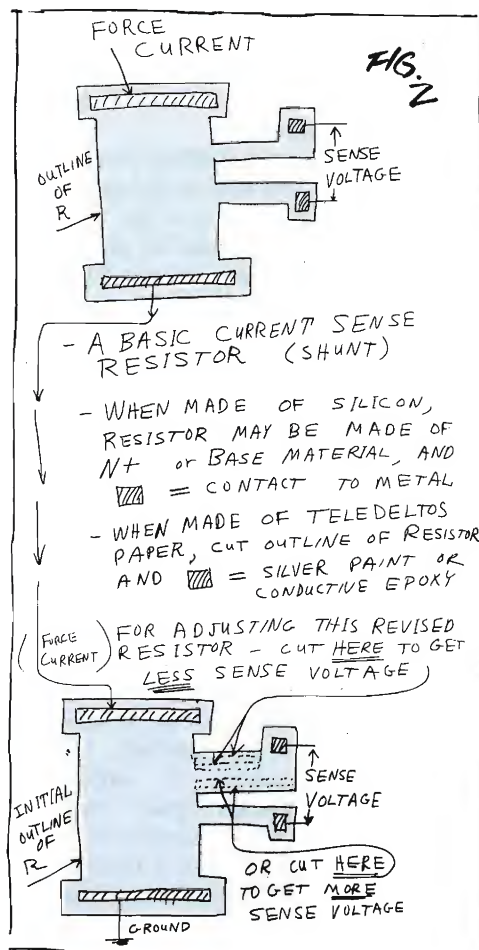 FORCE
CURRENT
FIG.
2
OUTLINE
OF
R
SENSE
VOLTAGE
- A BASIC CURRENT SENSE
RESISTOR (SHUNT)
- WHEN MADE OF SILICON,
RESISTOR MAY BE MADE OF
N+ or BASE MATERIAL, AND
= CONTACT TO METAL
- WHEN MADE OF TELEDELTOS
PAPER, CUT OUTLINE OF RESISTOR
AND = SILVER PAINT OR
CONDUCTIVE EPOXY
(FORCE
CURRENT)
FOR ADJUSTING THIS REVISED
RESISTOR - CUT HERE TO GET
LESS SENSE VOLTAGE
INITIAL
OUTLINE
OF
R
SENSE
VOLTAGE
OR CUT HERE
TO GET MORE
SENSE VOLTAGE
GROUND